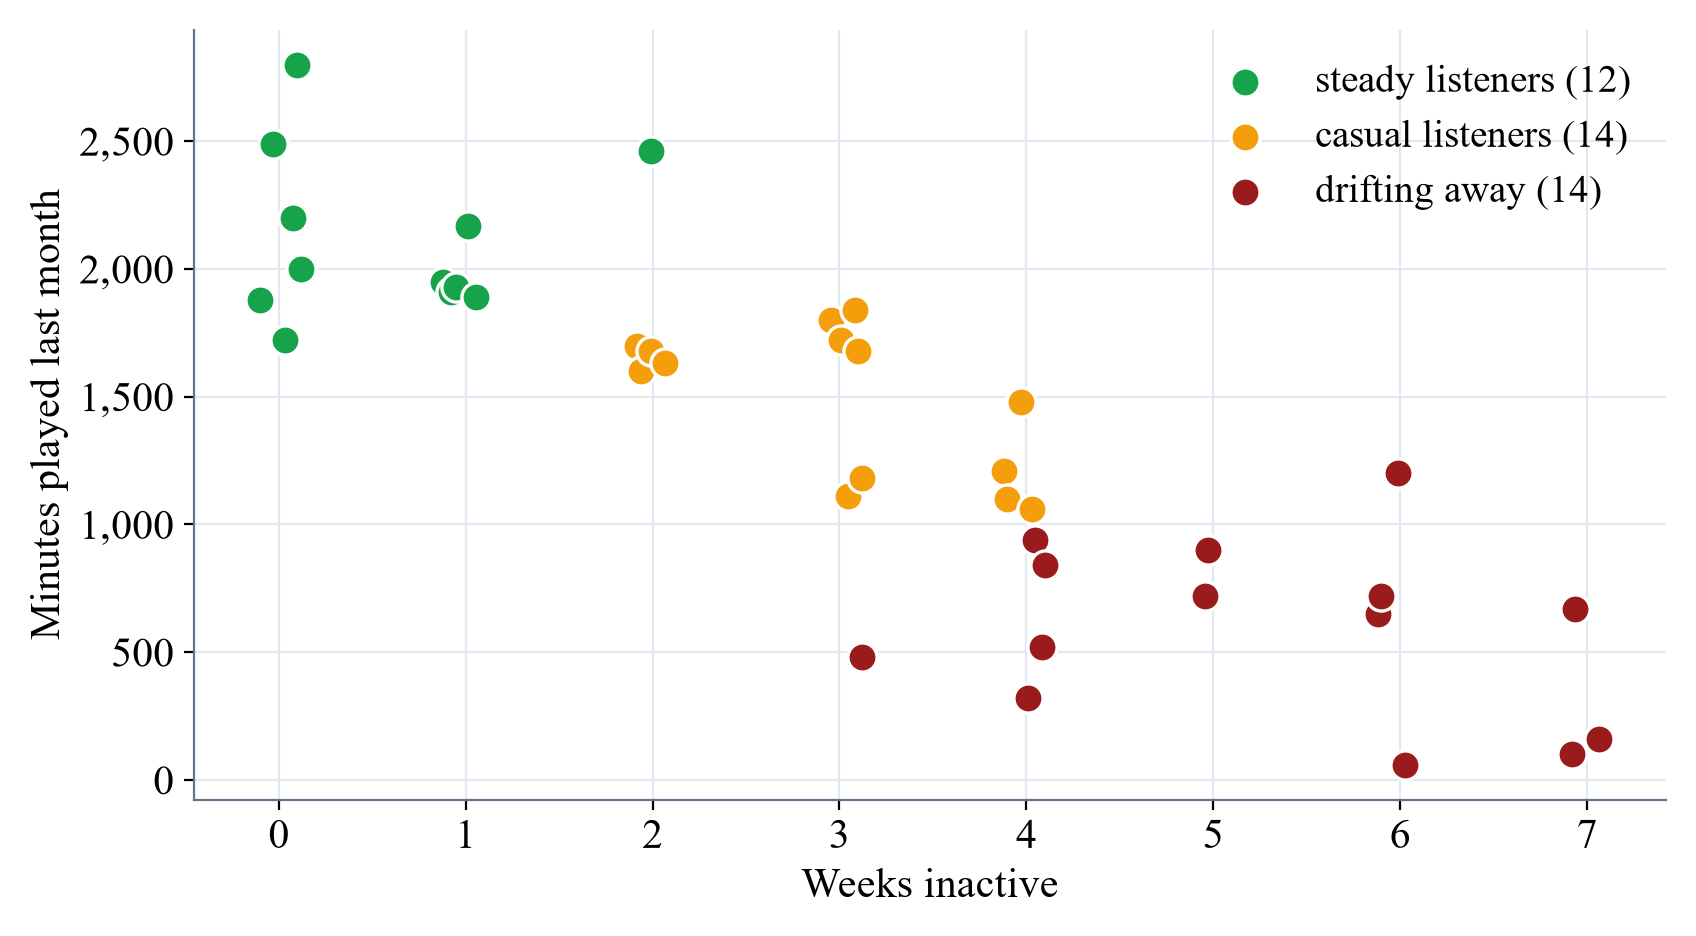 steady listeners (12)
casual listeners (14)
drifting away (14)
Minutes played last month
2,500
2,000
1,500
1,000
500
0
0 1 2 3 4 5 6 7
Weeks inactive